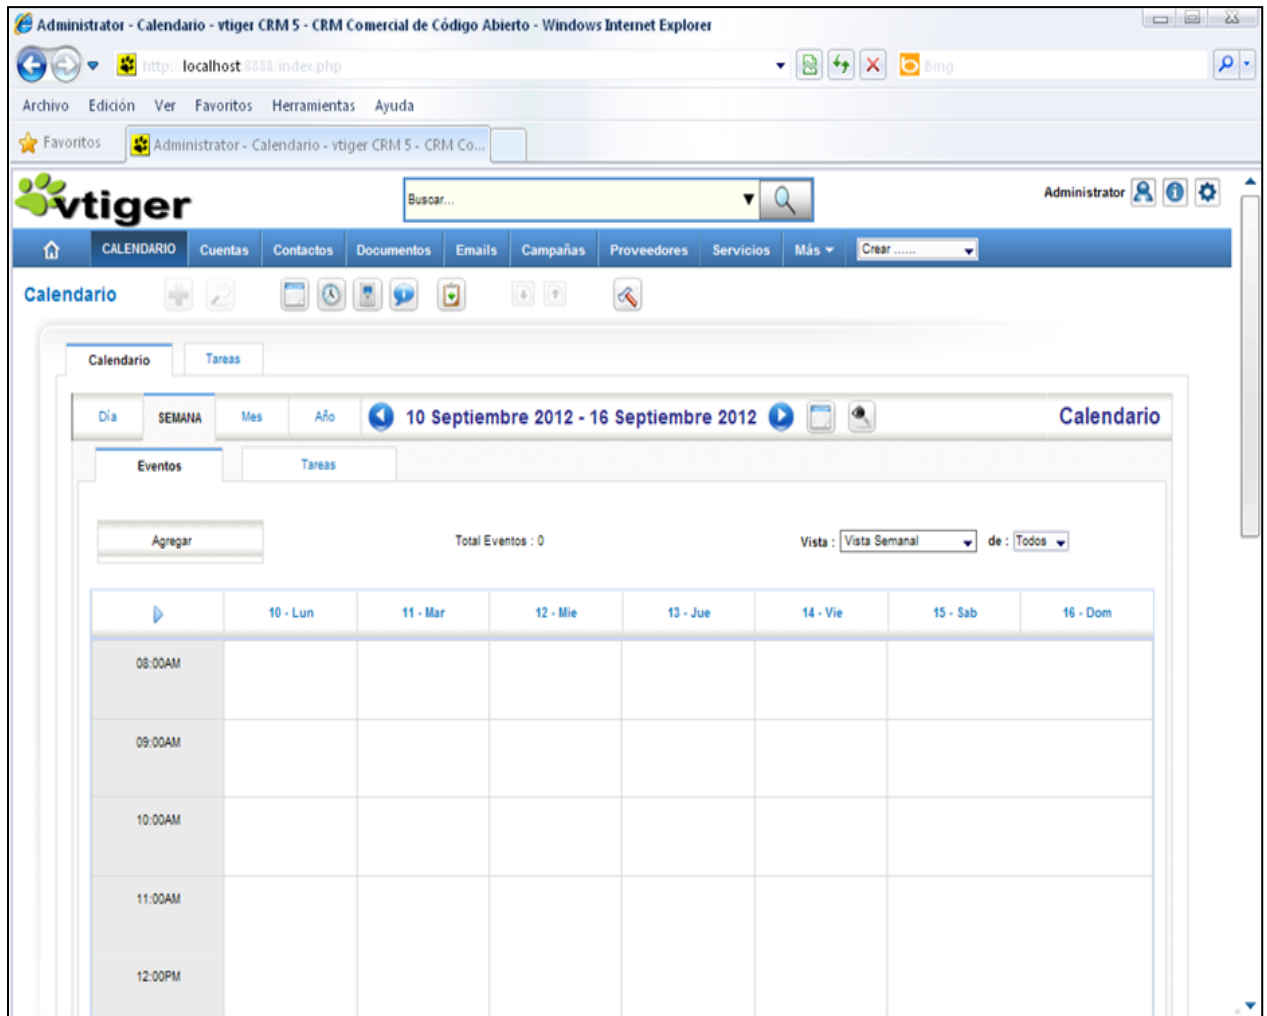 Administrator - Calendario - vtiger CRM 5 - CRM Comercial de Código Abierto - Windows Internet Explorer
http://localhost:8888/index.php
Bing
Archivo Edición Ver Favoritos Herramientas Ayuda
Favoritos Administrator - Calendario - vtiger CRM 5 - CRM Co...
vtiger Buscar... Administrator
CALENDARIO Cuentas Contactos Documentos Emails Campañas Proveedores Servicios Más Crear ......
Calendario
Calendario Tareas
Día SEMANA Mes Año 10 Septiembre 2012 - 16 Septiembre 2012 Calendario
Eventos Tareas
Agregar Total Eventos : 0 Vista : Vista Semanal de : Todos
10 - Lun 11 - Mar 12 - Mie 13 - Jue 14 - Vie 15 - Sab 16 - Dom
08:00AM
09:00AM
10:00AM
11:00AM
12:00PM